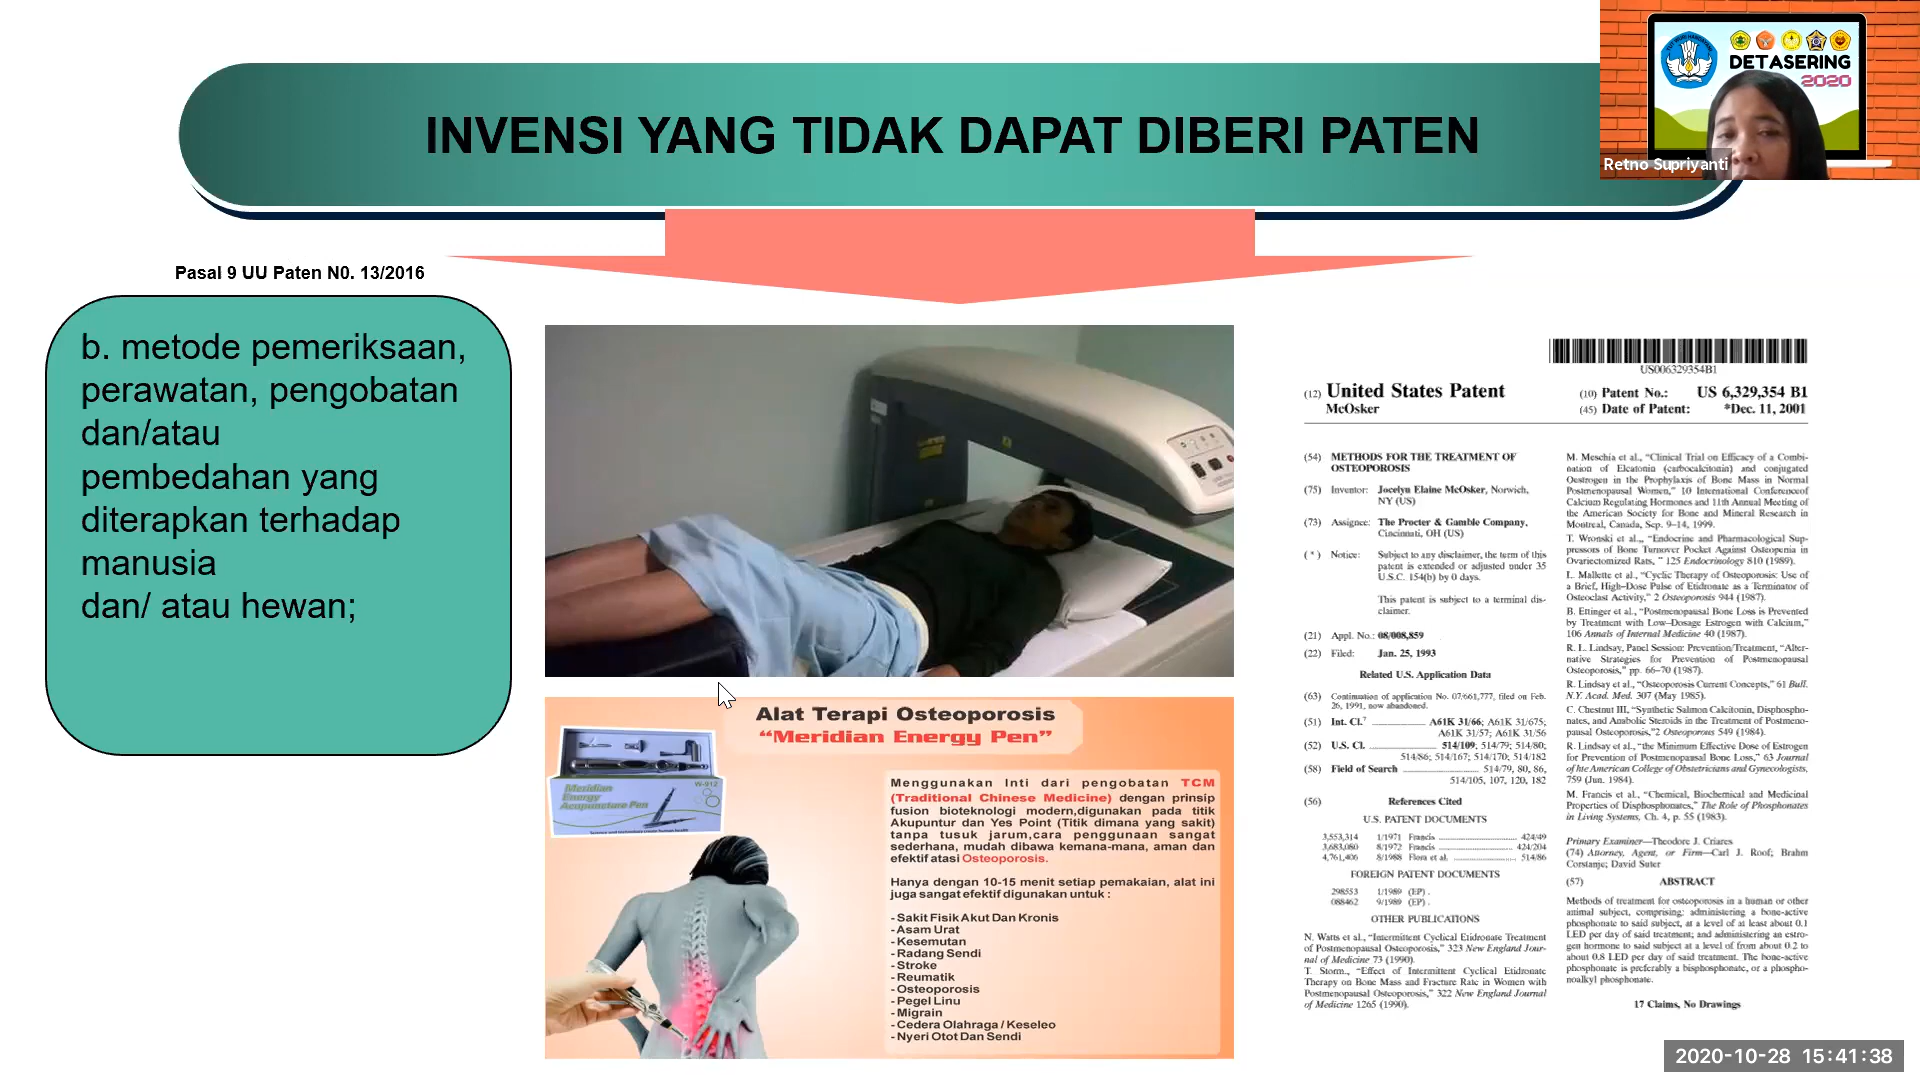 INVENSI YANG TIDAK DAPAT DIBERI PATEN
DETASERING
2020
Retno Supriyanti
Pasal 9 UU Paten N0. 13/2016
b. metode pemeriksaan,
perawatan, pengobatan
dan/atau
pembedahan yang
diterapkan terhadap
manusia
dan/ atau hewan;
Alat Terapi Osteoporosis
“Meridian Energy Pen”
W-912
Meridian
Energy
Acupuncture Pen
Menggunakan Inti dari pengobatan TCM
(Traditional Chinese Medicine) dengan prinsip
fusion bioteknologi modern,digunakan pada titik
Akupuntur dan Yes Point (Titik dimana yang sakit)
tanpa tusuk jarum,cara penggunaan sangat
sederhana, mudah dibawa kemana-mana, aman dan
efektif atasi Osteoporosis.
Hanya dengan 10-15 menit setiap pemakaian, alat ini
juga sangat efektif digunakan untuk :
- Sakit Fisik Akut Dan Kronis
- Asam Urat
- Kesemutan
- Radang Sendi
- Stroke
- Reumatik
- Osteoporosis
- Pegel Linu
- Migrain
- Cedera Olahraga / Keseleo
- Nyeri Otot Dan Sendi
US006329354B1
(12) United States Patent
McOsker
(10) Patent No.: US 6,329,354 B1
(45) Date of Patent: *Dec. 11, 2001
(54) METHODS FOR THE TREATMENT OF
OSTEOPOROSIS
(75) Inventor: Jocelyn Elaine McOsker, Norwich,
NY (US)
(73) Assignee: The Procter & Gamble Company,
Cincinnati, OH (US)
(*) Notice: Subject to any disclaimer, the term of this
patent is extended or adjusted under 35
U.S.C. 154(b) by 0 days.
This patent is subject to a terminal dis-
claimer.
(21) Appl. No.: 08/008,859
(22) Filed: Jan. 25, 1993
Related U.S. Application Data
(63) Continuation of application No. 07/661,777, filed on Feb.
26, 1991, now abandoned.
(51) Int. Cl.7 A61K 31/66; A61K 31/675;
A61K 31/57; A61K 31/56
(52) U.S. Cl. 514/109; 514/79; 514/80;
514/86; 514/167; 514/170; 514/182
(58) Field of Search 514/79, 80, 86,
514/105, 107, 120, 182
(56) References Cited
U.S. PATENT DOCUMENTS
3,553,314 1/1971 Francis 424/49
3,683,080 8/1972 Francis 424/204
4,761,406 8/1988 Flora et al. 514/86
FOREIGN PATENT DOCUMENTS
298553 1/1989 (EP) .
088462 9/1989 (EP) .
OTHER PUBLICATIONS
N. Watts et al., “Intermittent Cyclical Etidronate Treatment
of Postmenopausal Osteoporosis,” 323 New England Jour-
nal of Medicine 73 (1990).
T. Storm., “Effect of Intermittent Cyclical Etidronate
Therapy on Bone Mass and Fracture Rate in Women with
Postmenopausal Osteoporosis,” 322 New England Journal
of Medicine 1265 (1990).
M. Meschia et al., “Clinical Trial on Efficacy of a Combi-
nation of Elcatonia (carbocalcitonin) and conjugated
Oestrogen in the Prophylaxis of Bone Mass in Normal
Postmenopausal Women,” 10 International Conferenceof
Calcium Regulating Hormones and 11th Annual Meeting of
the American Society for Bone and Mineral Research in
Montreal, Canada, Sep. 9–14, 1999.
T. Wronski et al.,, “Endocrine and Pharmacological Sup-
pressors of Bone Turnover Pocket Against Osteopenia in
Ovariectomized Rats, ” 125 Endocrinology 810 (1989).
L. Mallette et al., “Cyclic Therapy of Osteoporosis: Use of
a Brief, High–Dose Pulse of Etidronate as a Terminator of
Osteoclast Activity,” 2 Osteoporosis 944 (1987).
B. Ettinger et al., “Postmenopausal Bone Loss is Prevented
by Treatment with Low–Dosage Estrogen with Calcium,”
106 Annals of Internal Medicine 40 (1987).
R. L. Lindsay, Panel Session: Prevention/Treatment, “Alter-
native Strategies for Prevention of Postmenopausal
Osteoporosis,” pp. 66–70 (1987).
R. Lindsay et al., “Osteoporosis Current Concepts,” 61 Bull.
N.Y. Acad. Med. 307 (May 1985).
C. Chestnut III, “Synthetic Salmon Calcitonin, Disphospho-
nates, and Anabolic Steroids in the Treatment of Postmeno-
pausal Osteoporosis,”2 Osteoporous 549 (1984).
R. Lindsay et al., “the Minimum Effective Dose of Estrogen
for Prevention of Postmenopausal Bone Loss,” 63 Journal
of hte American College of Obstetricians and Gynecologists,
759 (Jun. 1984).
M. Francis et al., “Chemical, Biochemical and Medicinal
Properties of Disphosphonates,” The Role of Phosphonates
in Living Systems, Ch. 4, p. 55 (1983).
Primary Examiner—Theodore J. Criares
(74) Attorney, Agent, or Firm—Carl J. Roof; Brahm
Corstanje; David Suter
(57) ABSTRACT
Methods of treatment for osteoporosis in a human or other
animal subject, comprising: administering a bone-active
phosphonate to said subject, at a level of at least about 0.1
LED per day of said treatment; and administering an estro-
gen hormone to said subject at a level of from about 0.2 to
about 0.8 LED per day of said treatment. The bone-active
phosphonate is preferably a bisphosphonate, or a phospho-
noalkyl phosphonate.
17 Claims, No Drawings
2020-10-28 15:41:38